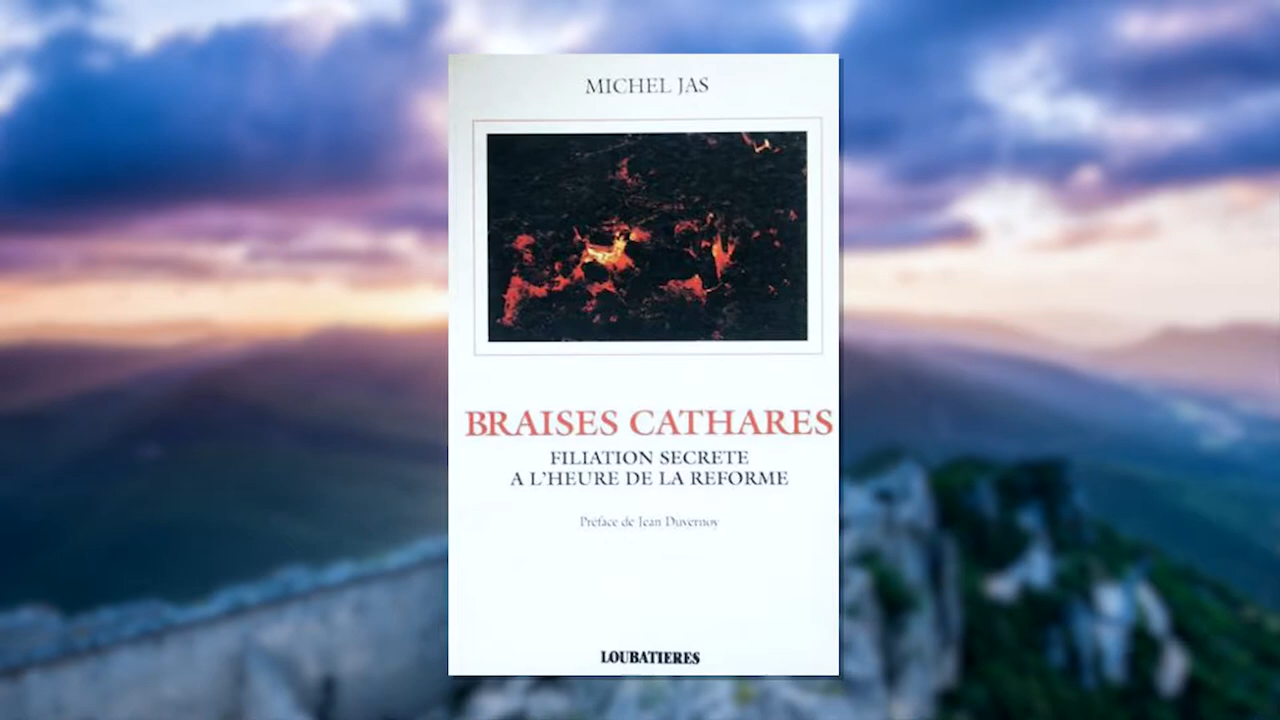 MICHEL JAS
BRAISES CATHARES
FILIATION SECRETE
A L'HEURE DE LA REFORME
Préface de Jean Duvernoy
LOUBATIERES